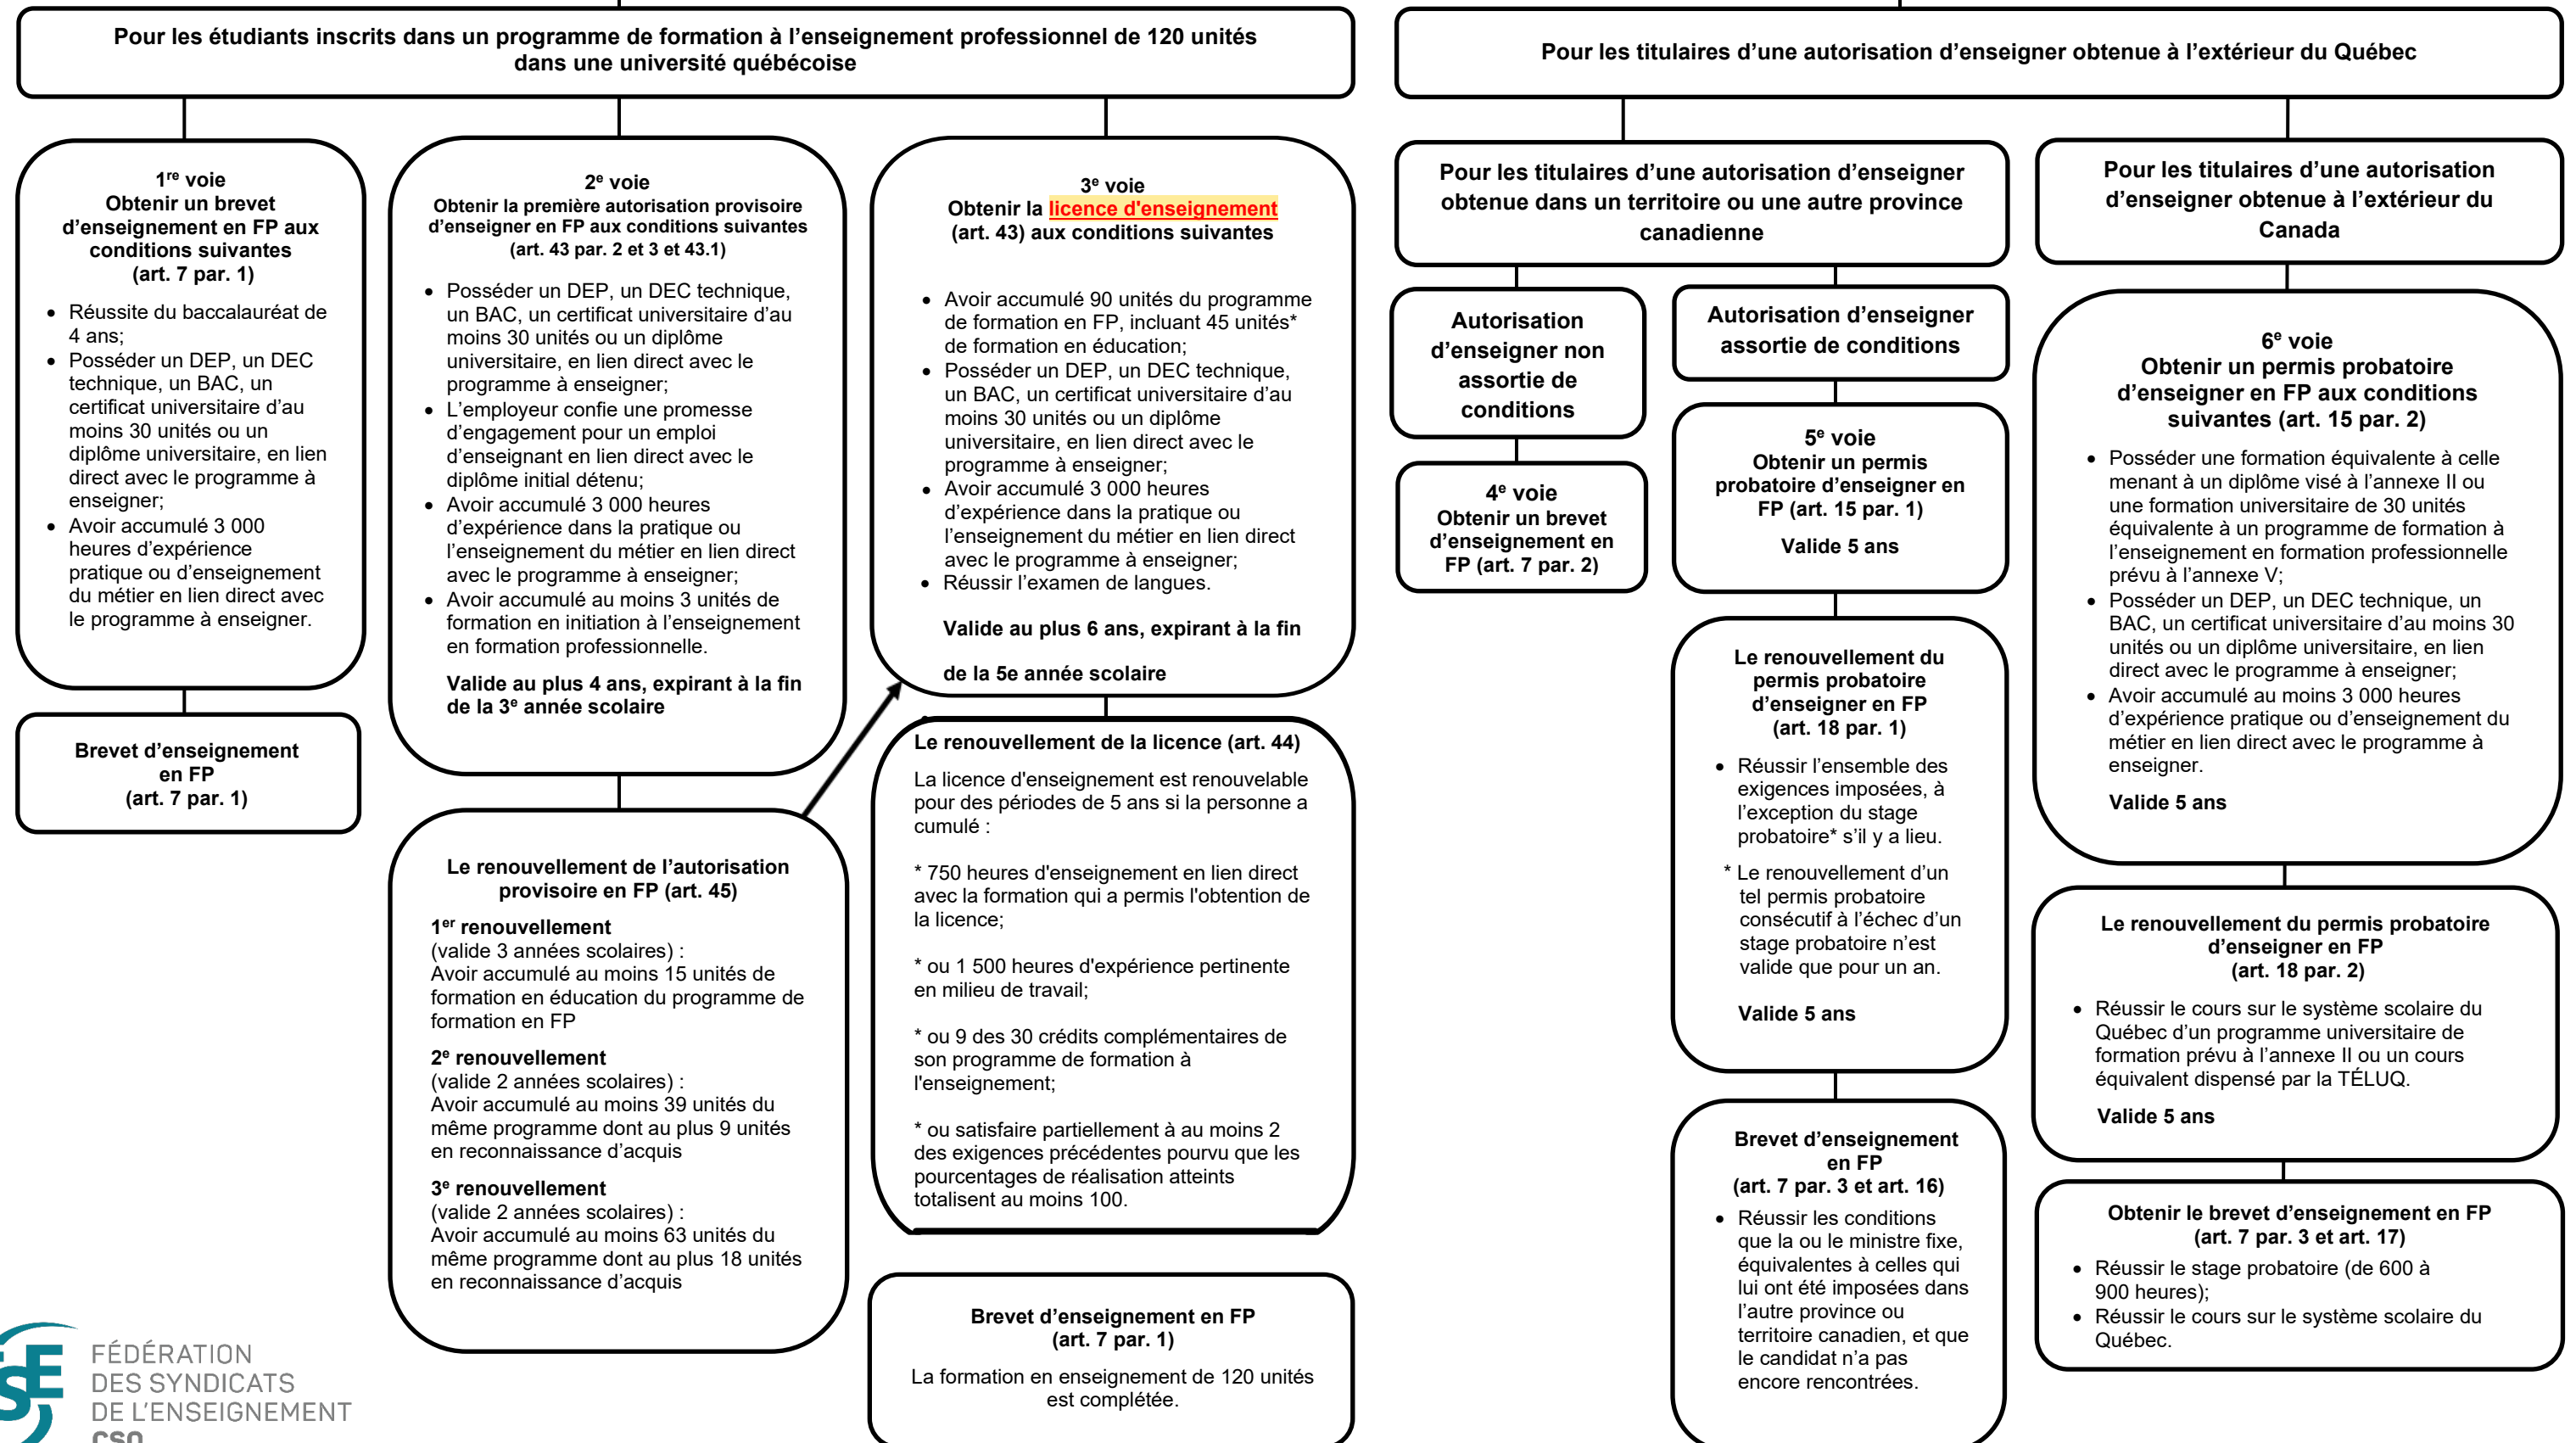 Pour les étudiants inscrits dans un programme de formation à l’enseignement professionnel de 120 unités
dans une université québécoise
1re voie
Obtenir un brevet
d’enseignement en FP aux
conditions suivantes
(art. 7 par. 1)
• Réussite du baccalauréat de
4 ans;
• Posséder un DEP, un DEC
technique, un BAC, un
certificat universitaire d’au
moins 30 unités ou un
diplôme universitaire, en lien
direct avec le programme à
enseigner;
• Avoir accumulé 3 000
heures d’expérience
pratique ou d’enseignement
du métier en lien direct avec
le programme à enseigner.
Brevet d’enseignement
en FP
(art. 7 par. 1)
2e voie
Obtenir la première autorisation provisoire
d’enseigner en FP aux conditions suivantes
(art. 43 par. 2 et 3 et 43.1)
• Posséder un DEP, un DEC technique,
un BAC, un certificat universitaire d’au
moins 30 unités ou un diplôme
universitaire, en lien direct avec le
programme à enseigner;
• L’employeur confie une promesse
d’engagement pour un emploi
d’enseignant en lien direct avec le
diplôme initial détenu;
• Avoir accumulé 3 000 heures
d’expérience dans la pratique ou
l’enseignement du métier en lien direct
avec le programme à enseigner;
• Avoir accumulé au moins 3 unités de
formation en initiation à l’enseignement
en formation professionnelle.
Valide au plus 4 ans, expirant à la fin
de la 3e année scolaire
Le renouvellement de l’autorisation
provisoire en FP (art. 45)
1er renouvellement
(valide 3 années scolaires) :
Avoir accumulé au moins 15 unités de
formation en éducation du programme de
formation en FP
2e renouvellement
(valide 2 années scolaires) :
Avoir accumulé au moins 39 unités du
même programme dont au plus 9 unités
en reconnaissance d’acquis
3e renouvellement
(valide 2 années scolaires) :
Avoir accumulé au moins 63 unités du
même programme dont au plus 18 unités
en reconnaissance d’acquis
3e voie
Obtenir la licence d'enseignement
(art. 43) aux conditions suivantes
• Avoir accumulé 90 unités du programme
de formation en FP, incluant 45 unités*
de formation en éducation;
• Posséder un DEP, un DEC technique,
un BAC, un certificat universitaire d’au
moins 30 unités ou un diplôme
universitaire, en lien direct avec le
programme à enseigner;
• Avoir accumulé 3 000 heures
d’expérience dans la pratique ou
l’enseignement du métier en lien direct
avec le programme à enseigner;
• Réussir l’examen de langues.
Valide au plus 6 ans, expirant à la fin
de la 5e année scolaire
Le renouvellement de la licence (art. 44)
La licence d'enseignement est renouvelable
pour des périodes de 5 ans si la personne a
cumulé :
* 750 heures d'enseignement en lien direct
avec la formation qui a permis l'obtention de
la licence;
* ou 1 500 heures d'expérience pertinente
en milieu de travail;
* ou 9 des 30 crédits complémentaires de
son programme de formation à
l'enseignement;
* ou satisfaire partiellement à au moins 2
des exigences précédentes pourvu que les
pourcentages de réalisation atteints
totalisent au moins 100.
Brevet d’enseignement en FP
(art. 7 par. 1)
La formation en enseignement de 120 unités
est complétée.
Pour les titulaires d’une autorisation d’enseigner obtenue à l’extérieur du Québec
Pour les titulaires d’une autorisation d’enseigner
obtenue dans un territoire ou une autre province
canadienne
Autorisation
d’enseigner non
assortie de
conditions
4e voie
Obtenir un brevet
d’enseignement en
FP (art. 7 par. 2)
Autorisation d’enseigner
assortie de conditions
5e voie
Obtenir un permis
probatoire d’enseigner en
FP (art. 15 par. 1)
Valide 5 ans
Le renouvellement du
permis probatoire
d’enseigner en FP
(art. 18 par. 1)
• Réussir l’ensemble des
exigences imposées, à
l’exception du stage
probatoire* s’il y a lieu.
* Le renouvellement d’un
tel permis probatoire
consécutif à l’échec d’un
stage probatoire n’est
valide que pour un an.
Valide 5 ans
Brevet d’enseignement
en FP
(art. 7 par. 3 et art. 16)
• Réussir les conditions
que la ou le ministre fixe,
équivalentes à celles qui
lui ont été imposées dans
l’autre province ou
territoire canadien, et que
le candidat n’a pas
encore rencontrées.
Pour les titulaires d’une autorisation
d’enseigner obtenue à l’extérieur du
Canada
6e voie
Obtenir un permis probatoire
d’enseigner en FP aux conditions
suivantes (art. 15 par. 2)
• Posséder une formation équivalente à celle
menant à un diplôme visé à l’annexe II ou
une formation universitaire de 30 unités
équivalente à un programme de formation à
l’enseignement en formation professionnelle
prévu à l’annexe V;
• Posséder un DEP, un DEC technique, un
BAC, un certificat universitaire d’au moins 30
unités ou un diplôme universitaire, en lien
direct avec le programme à enseigner;
• Avoir accumulé au moins 3 000 heures
d’expérience pratique ou d’enseignement du
métier en lien direct avec le programme à
enseigner.
Valide 5 ans
Le renouvellement du permis probatoire
d’enseigner en FP
(art. 18 par. 2)
• Réussir le cours sur le système scolaire du
Québec d’un programme universitaire de
formation prévu à l’annexe II ou un cours
équivalent dispensé par la TÉLUQ.
Valide 5 ans
Obtenir le brevet d’enseignement en FP
(art. 7 par. 3 et art. 17)
• Réussir le stage probatoire (de 600 à
900 heures);
• Réussir le cours sur le système scolaire du
Québec.
FSE
FÉDÉRATION
DES SYNDICATS
DE L’ENSEIGNEMENT
CSQ